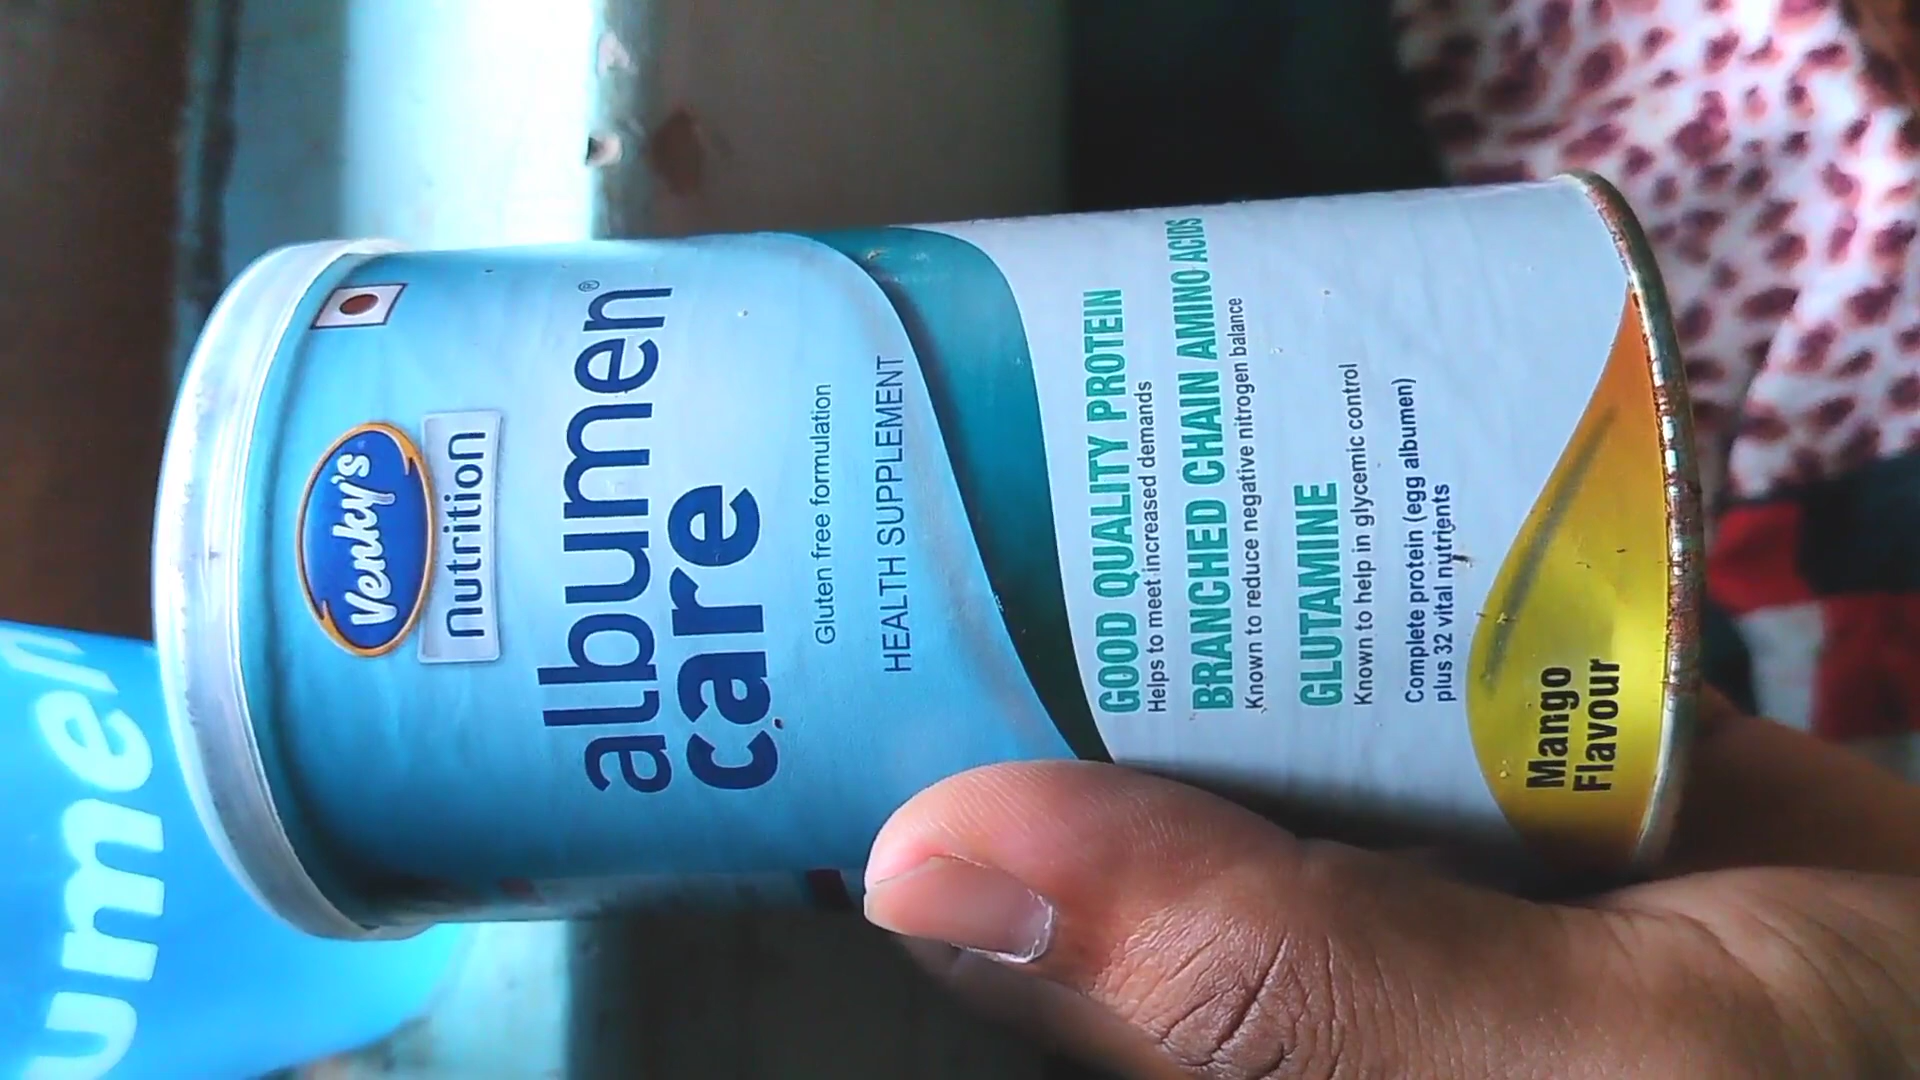 Venky's
nutrition
albumen®
care
Gluten free formulation
HEALTH SUPPLEMENT
GOOD QUALITY PROTEIN
Helps to meet increased demands
BRANCHED CHAIN AMINO ACIDS
Known to reduce negative nitrogen balance
GLUTAMINE
Known to help in glycemic control
Complete protein (egg albumen)
plus 32 vital nutrients
Mango
Flavour
umen